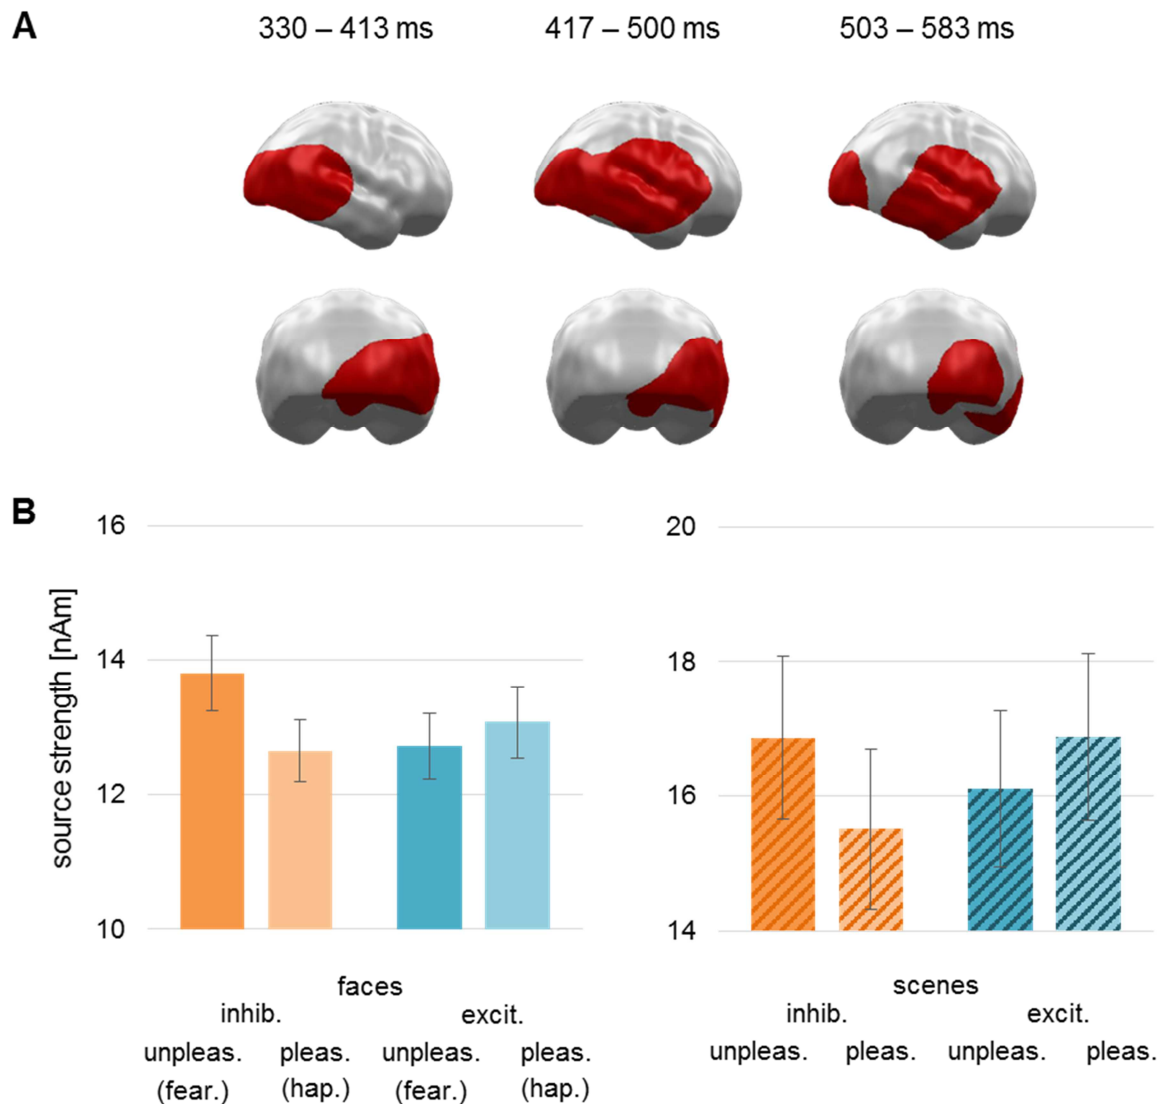 A
330 – 413 ms
417 – 500 ms
503 – 583 ms
B
source strength [nAm]
16
14
12
10
faces
inhib.
excit.
unpleas.
(fear.)
pleas.
(hap.)
unpleas.
(fear.)
pleas.
(hap.)
20
18
16
14
scenes
inhib.
excit.
unpleas.
pleas.
unpleas.
pleas.